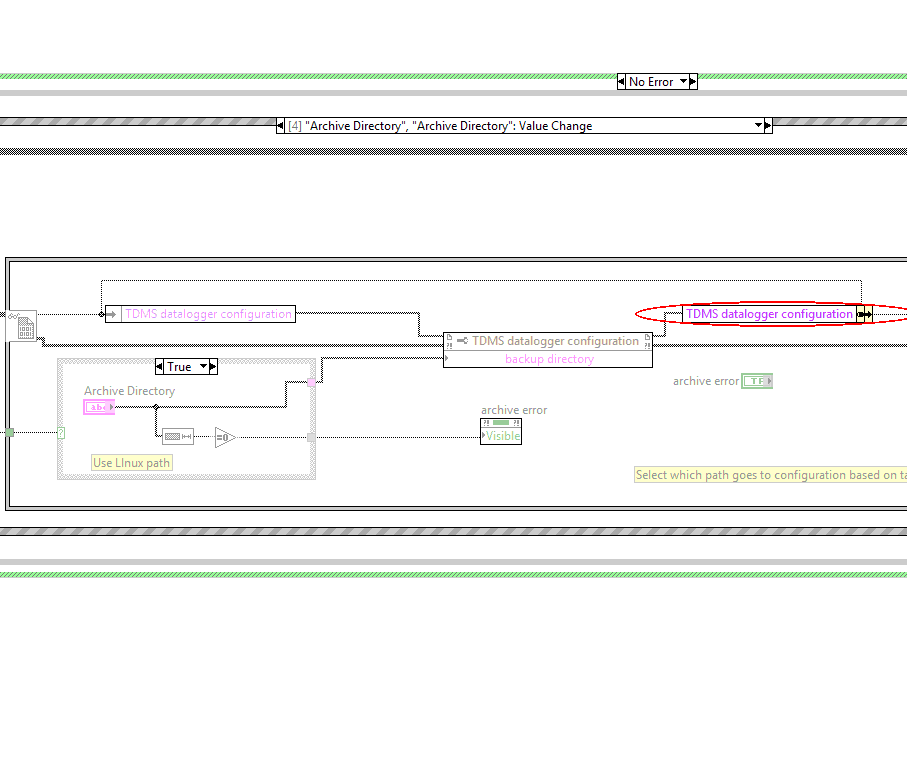 No Error
[4] "Archive Directory", "Archive Directory": Value Change
TDMS datalogger configuration
TDMS datalogger configuration
TDMS datalogger configuration
backup directory
True
Archive Directory
abc
archive error
TF
archive error
?!
?!
Visible
=0
?
Use LInux path
Select which path goes to configuration based on ta